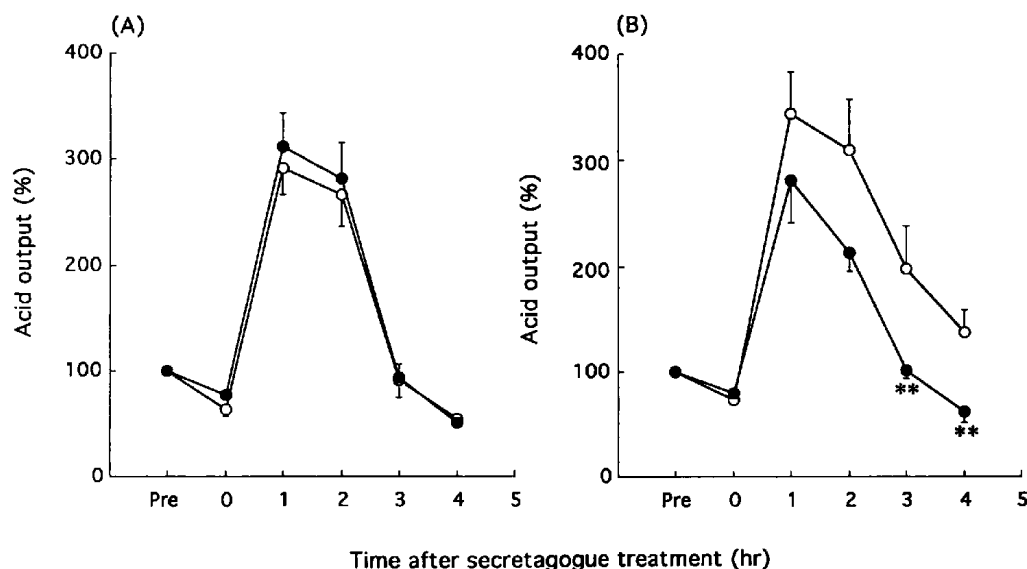 (A)
400
300
200
100
0
Acid output (%)
Pre 0 1 2 3 4 5
(B)
400
300
200
100
0
Acid output (%)
**
**
Pre 0 1 2 3 4 5
Time after secretagogue treatment (hr)